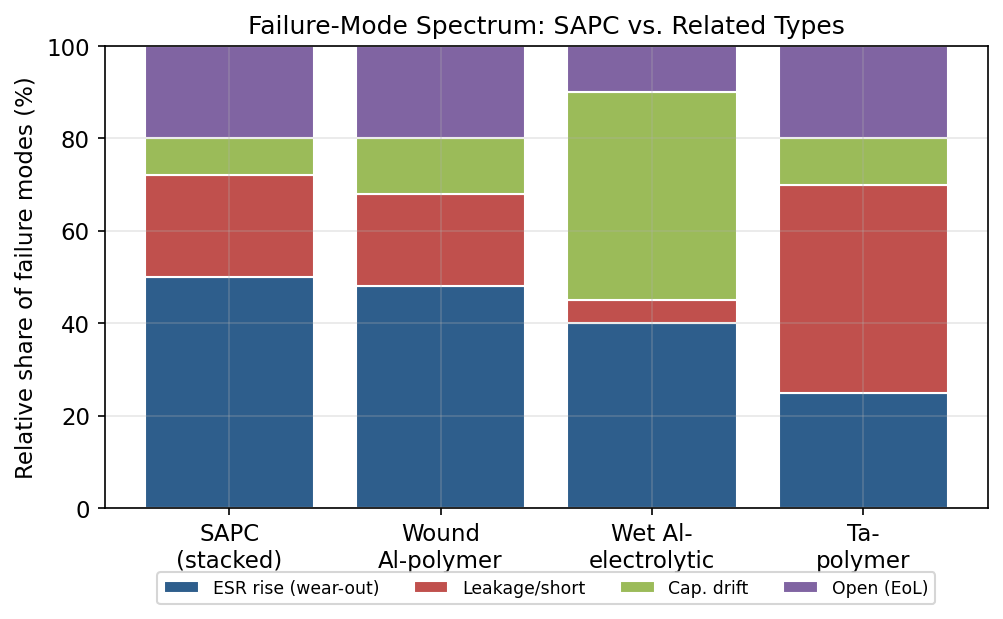 Failure-Mode Spectrum: SAPC vs. Related Types
Relative share of failure modes (%)
100
80
60
40
20
0
SAPC
(stacked)
Wound
Al-polymer
Wet Al-
electrolytic
Ta-
polymer
ESR rise (wear-out)
Leakage/short
Cap. drift
Open (EoL)